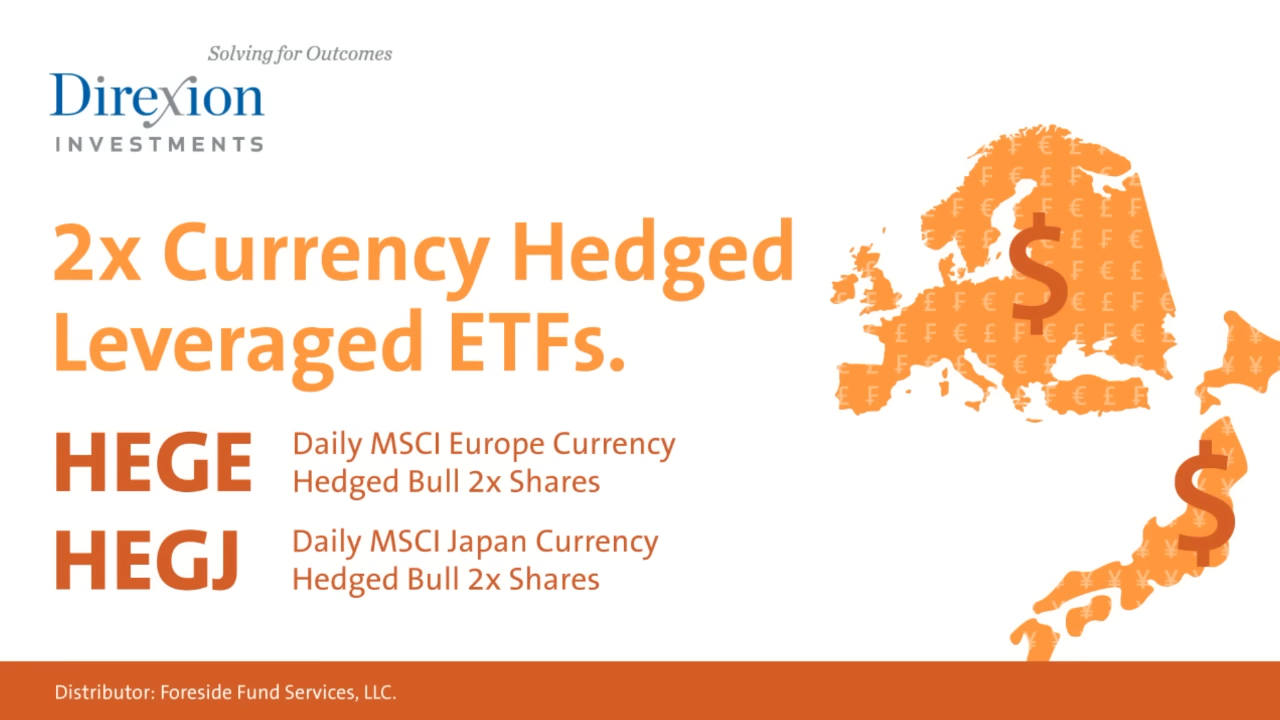 Solving for Outcomes
Direxion
INVESTMENTS
2x Currency Hedged
Leveraged ETFs.
HEGE
Daily MSCI Europe Currency
Hedged Bull 2x Shares
HEGJ
Daily MSCI Japan Currency
Hedged Bull 2x Shares
$
$
Distributor: Foreside Fund Services, LLC.